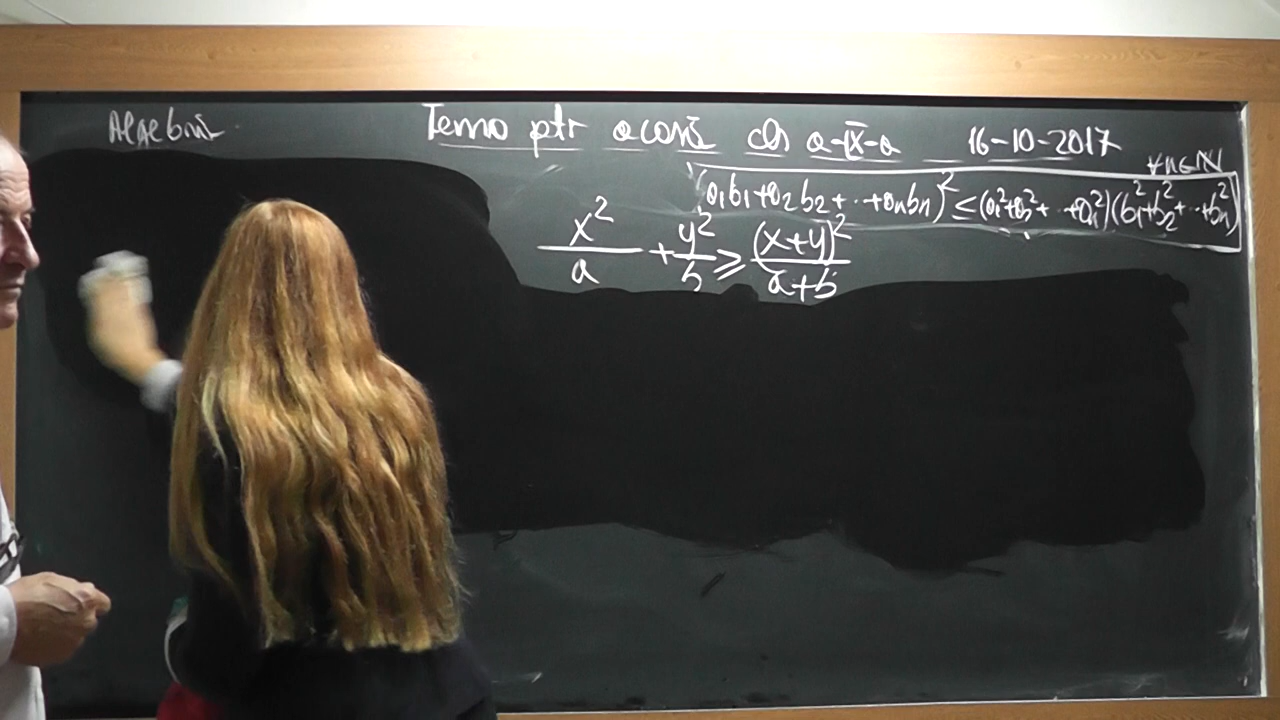 Algebră
Temă ptr acasă cls a-IX-a 16-10-2017
∀n∈ℕ
(a₁b₁+a₂b₂+...+aₙbₙ)² ≤ (a₁²+a₂²+...+aₙ²)(b₁²+b₂²+...+bₙ²)
x²/a + y²/b ≥ (x+y)²/(a+b)